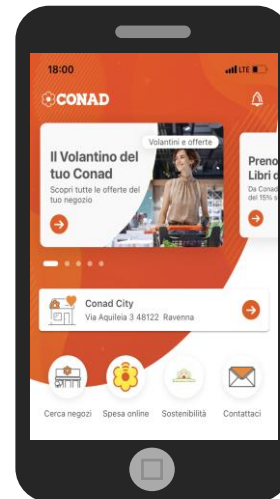 18:00
LTE
CONAD
Volantini e offerte
Il Volantino del
tuo Conad
Scopri tutte le offerte del
tuo negozio
Preno
Libri d
Da Conad
del 15% s
Conad City
Via Aquileia 3 48122 Ravenna
Cerca negozi
Spesa online
Sostenibilità
Contattaci